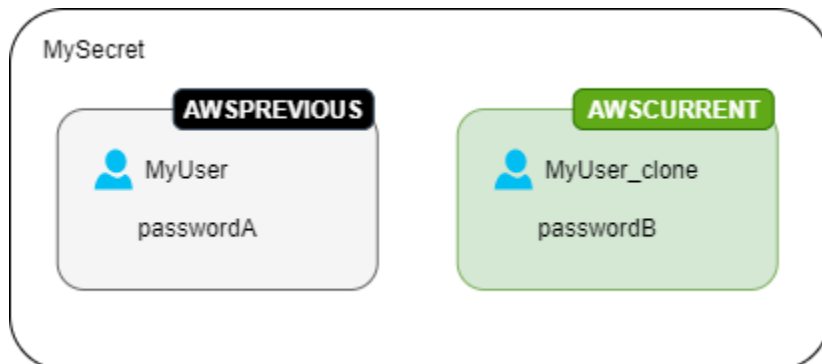 MySecret
AWSPREVIOUS
MyUser
passwordA
AWSCURRENT
MyUser_clone
passwordB